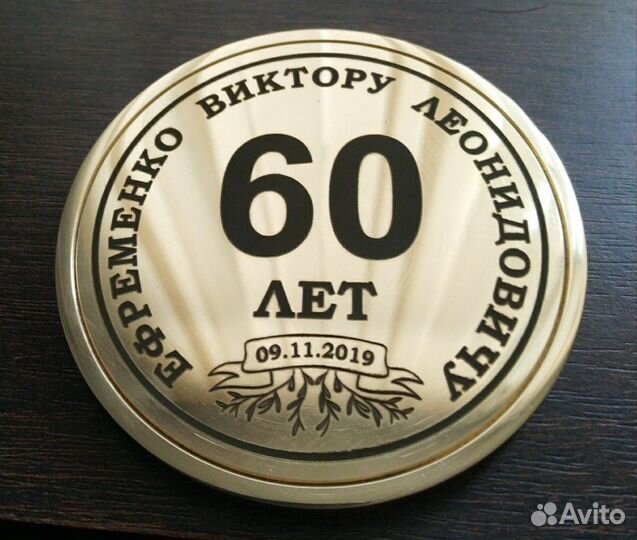 ЕФРЕМЕНКО ВИКТОРУ ЛЕОНИДОВИЧУ
60
ЛЕТ
09.11.2019
Avito